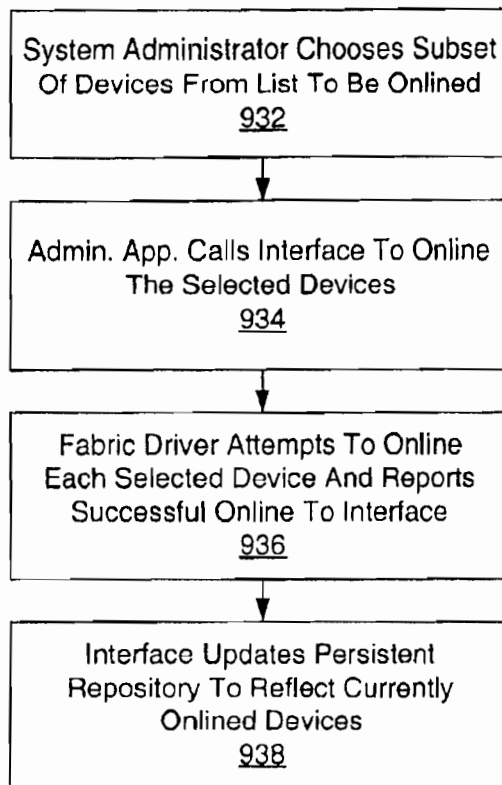 System Administrator Chooses Subset
Of Devices From List To Be Onlined
932
Admin. App. Calls Interface To Online
The Selected Devices
934
Fabric Driver Attempts To Online
Each Selected Device And Reports
Successful Online To Interface
936
Interface Updates Persistent
Repository To Reflect Currently
Onlined Devices
938